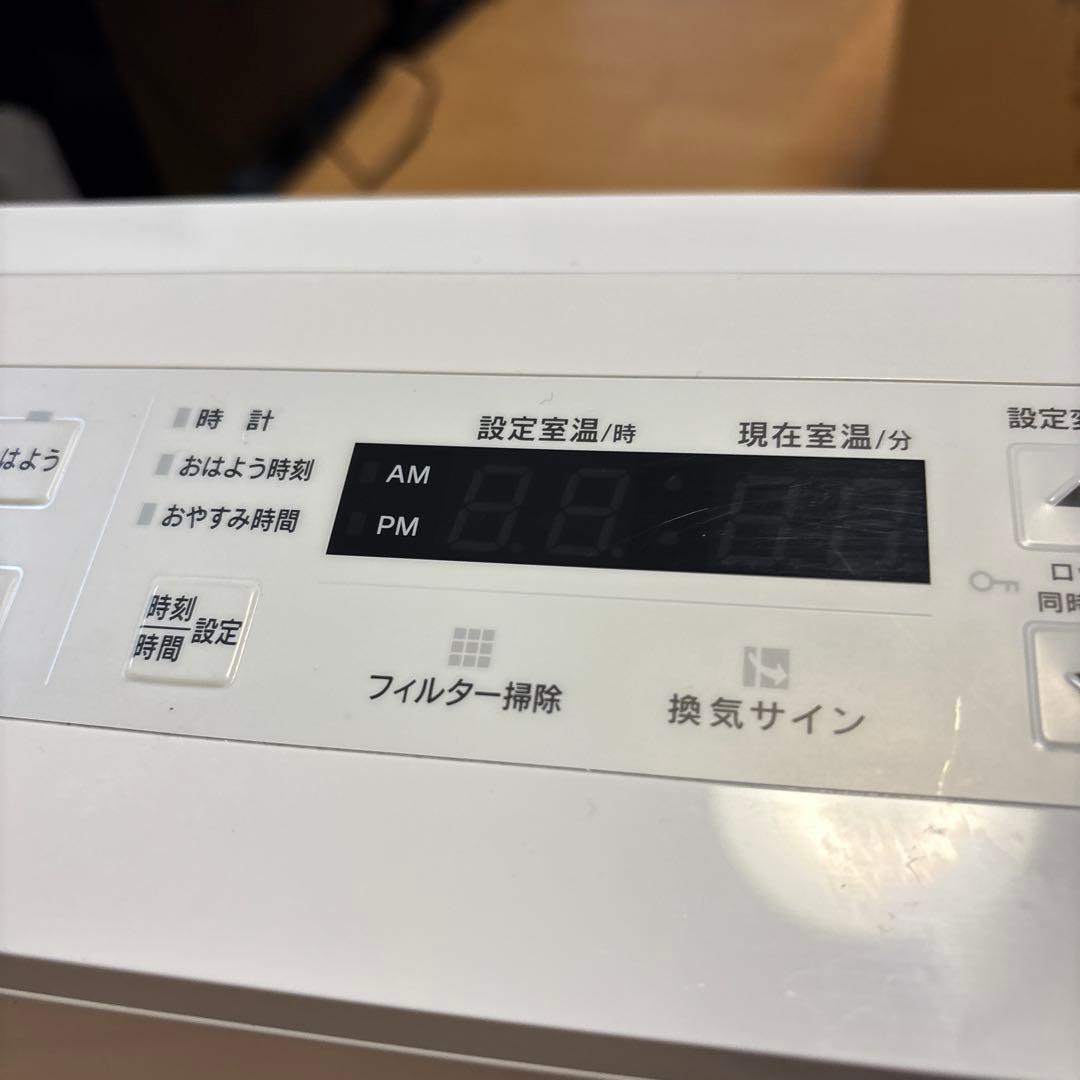 時計
おはよう時刻
おやすみ時間
はよう
設定室温/時
現在室温/分
AM
PM
時刻
時間
設定
フィルター掃除
換気サイン
設定
同時